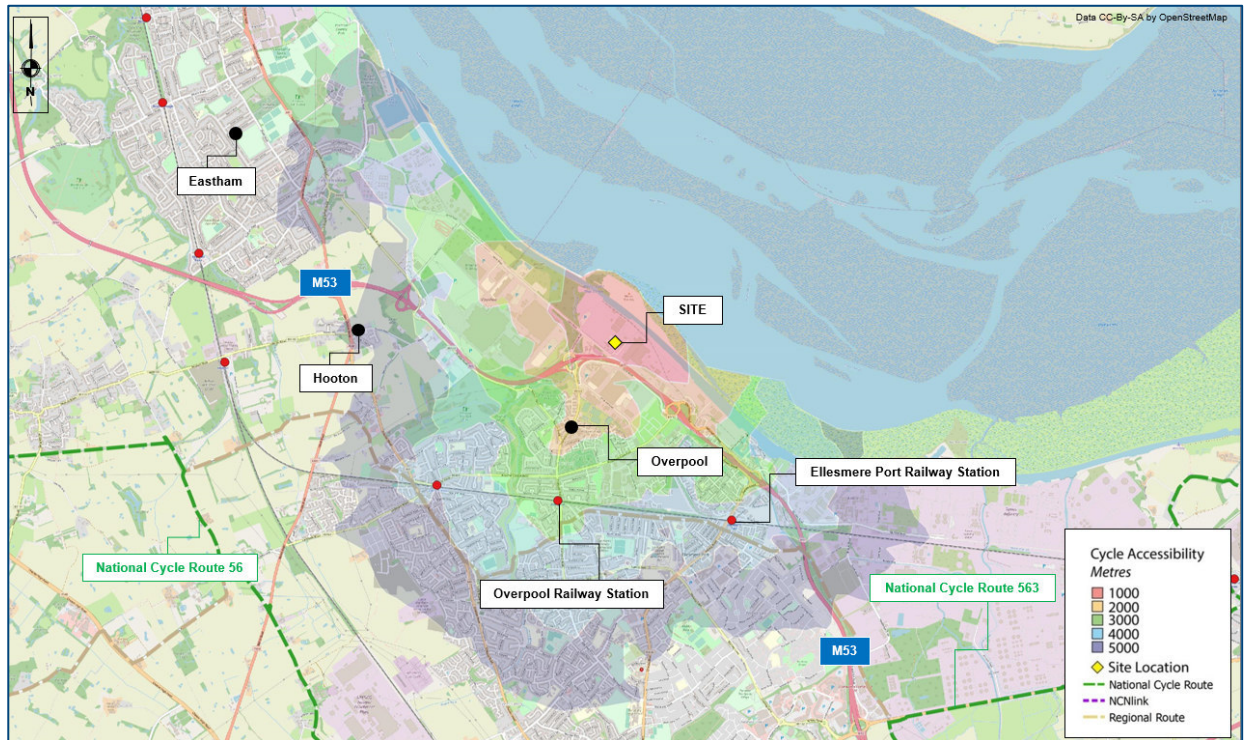 Data CC-By-SA by OpenStreetMap
N
Eastham
M53
SITE
Hooton
Overpool
Ellesmere Port Railway Station
National Cycle Route 56
Overpool Railway Station
National Cycle Route 563
M53
Cycle Accessibility
Metres
1000
2000
3000
4000
5000
Site Location
National Cycle Route
NCNlink
Regional Route